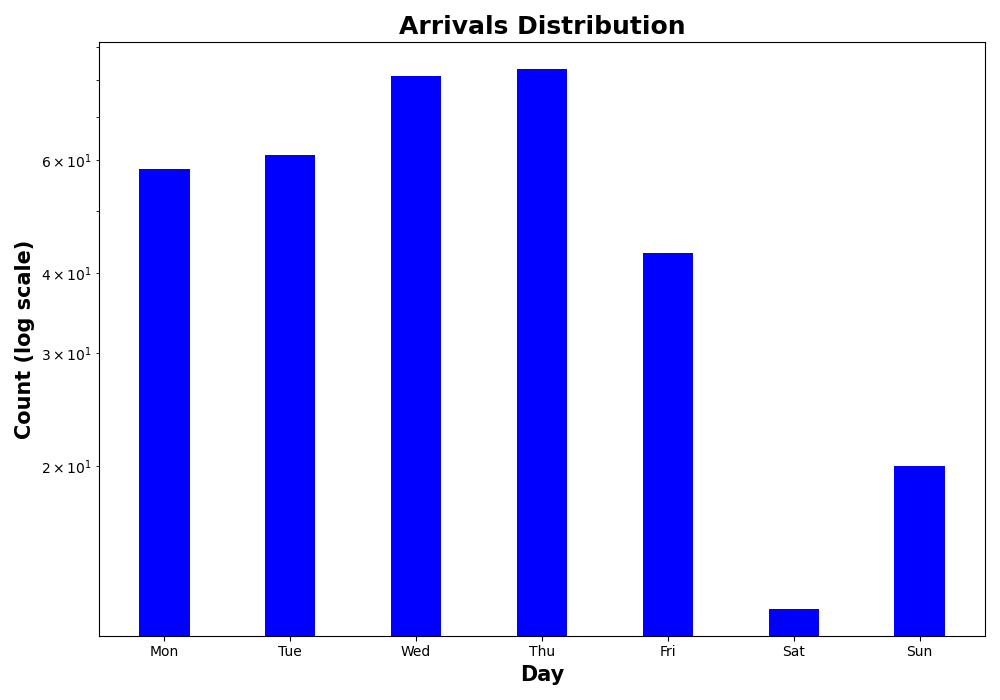 Arrivals Distribution
Count (log scale)
6 × 10¹
4 × 10¹
3 × 10¹
2 × 10¹
Mon Tue Wed Thu Fri Sat Sun
Day